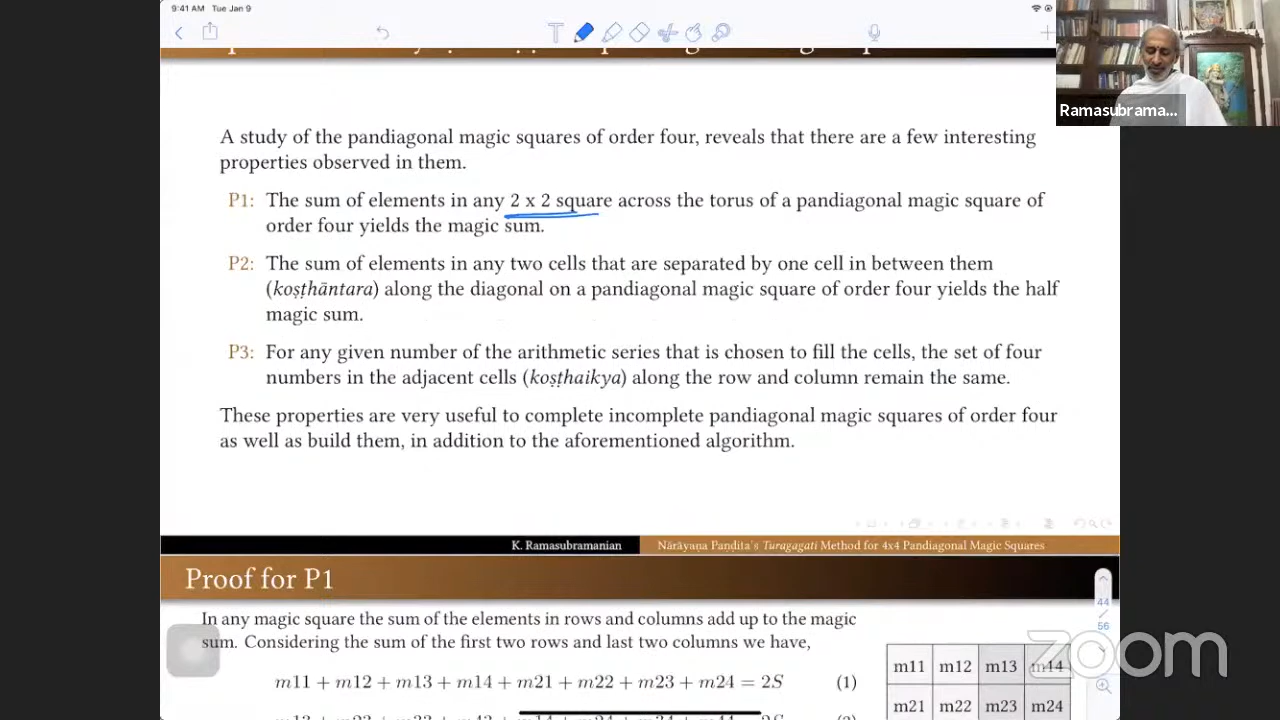 9:41 AM Tue Jan 9
Ramasubrama...
A study of the pandiagonal magic squares of order four, reveals that there are a few interesting
properties observed in them.
P1: The sum of elements in any 2 x 2 square across the torus of a pandiagonal magic square of
order four yields the magic sum.
P2: The sum of elements in any two cells that are separated by one cell in between them
(koṣṭhāntara) along the diagonal on a pandiagonal magic square of order four yields the half
magic sum.
P3: For any given number of the arithmetic series that is chosen to fill the cells, the set of four
numbers in the adjacent cells (koṣṭhaikya) along the row and column remain the same.
These properties are very useful to complete incomplete pandiagonal magic squares of order four
as well as build them, in addition to the aforementioned algorithm.
K. Ramasubramanian Nārāyaṇa Paṇḍita's Turagagati Method for 4x4 Pandiagonal Magic Squares
Proof for P1
In any magic square the sum of the elements in rows and columns add up to the magic
sum. Considering the sum of the first two rows and last two columns we have,
m11 + m12 + m13 + m14 + m21 + m22 + m23 + m24 = 2S (1)
m11 m12 m13 m14
m21 m22 m23 m24
44
/
56
zoom